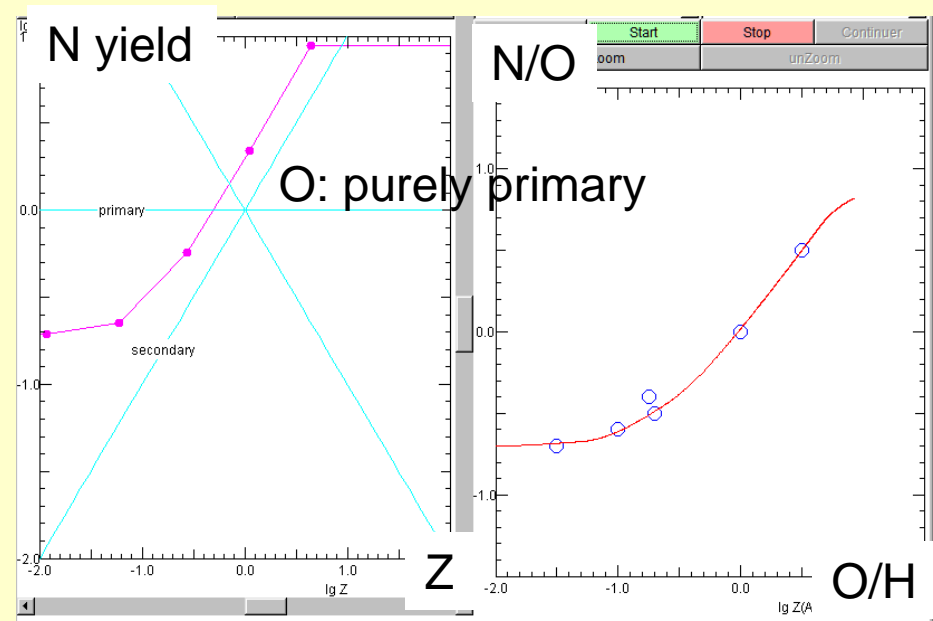 N yield
lg
1
0.0
-1.0
-2.0
primary
secondary
-2.0 -1.0 0.0 1.0
lg Z
Z
O: purely primary
Start Stop Continuer
oom unZoom
N/O
1.0
0.0
-1.0
-2.0 -1.0 0.0
lg Z(A
O/H